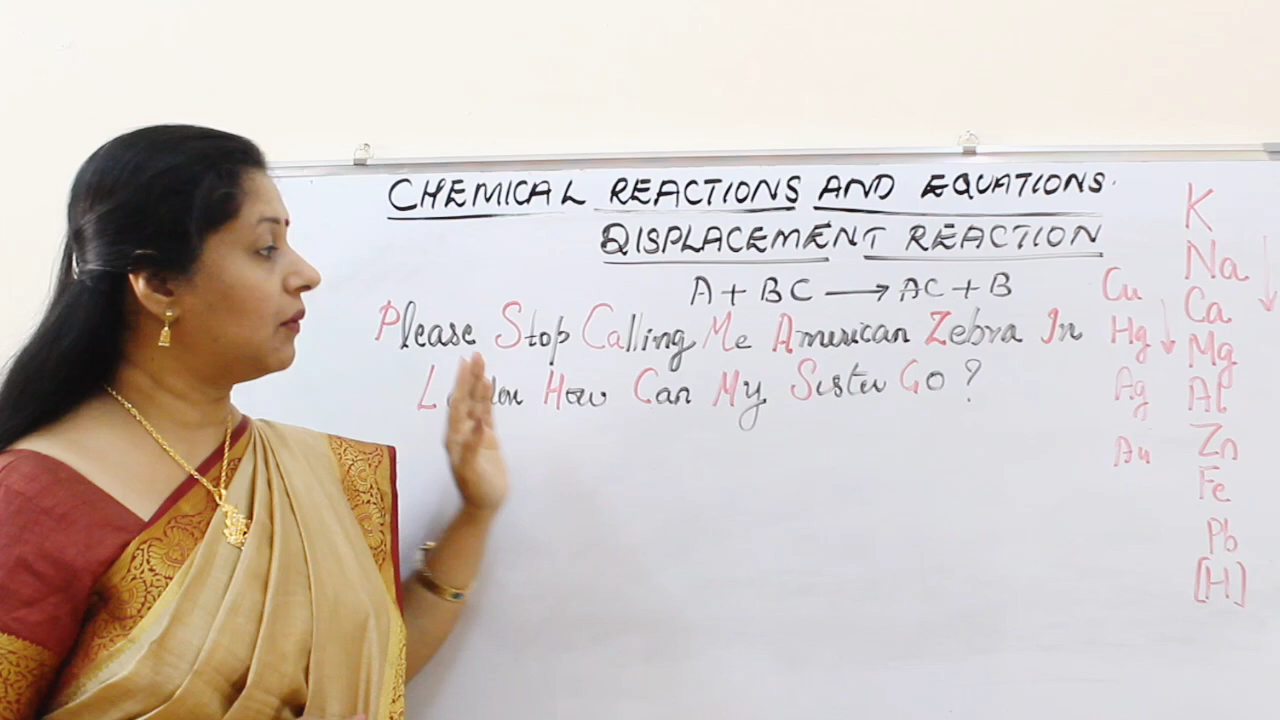 CHEMICAL REACTIONS AND EQUATIONS.
DISPLACEMENT REACTION
A + BC → AC + B
Please Stop Calling Me American Zebra In
How Can My Sister Go ?
Cu
Hg
Ag
Au
K
Na
Ca
Mg
Al
Zn
Fe
Pb
[H]